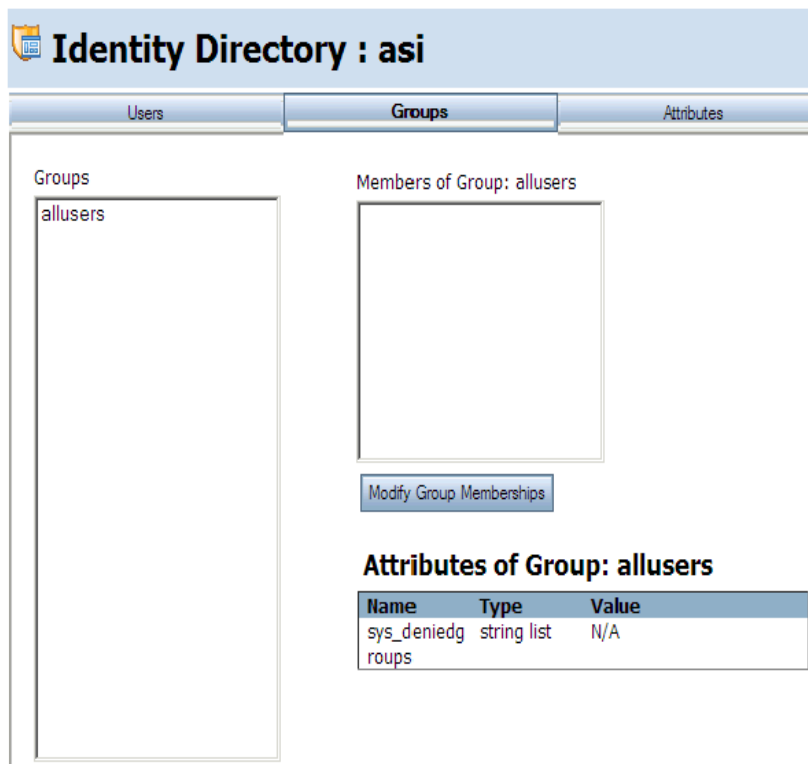 Identity Directory : asi
Users Groups Attributes
Groups
allusers
Members of Group: allusers
Modify Group Memberships
Attributes of Group: allusers
Name Type Value
sys_deniedg string list N/A
roups